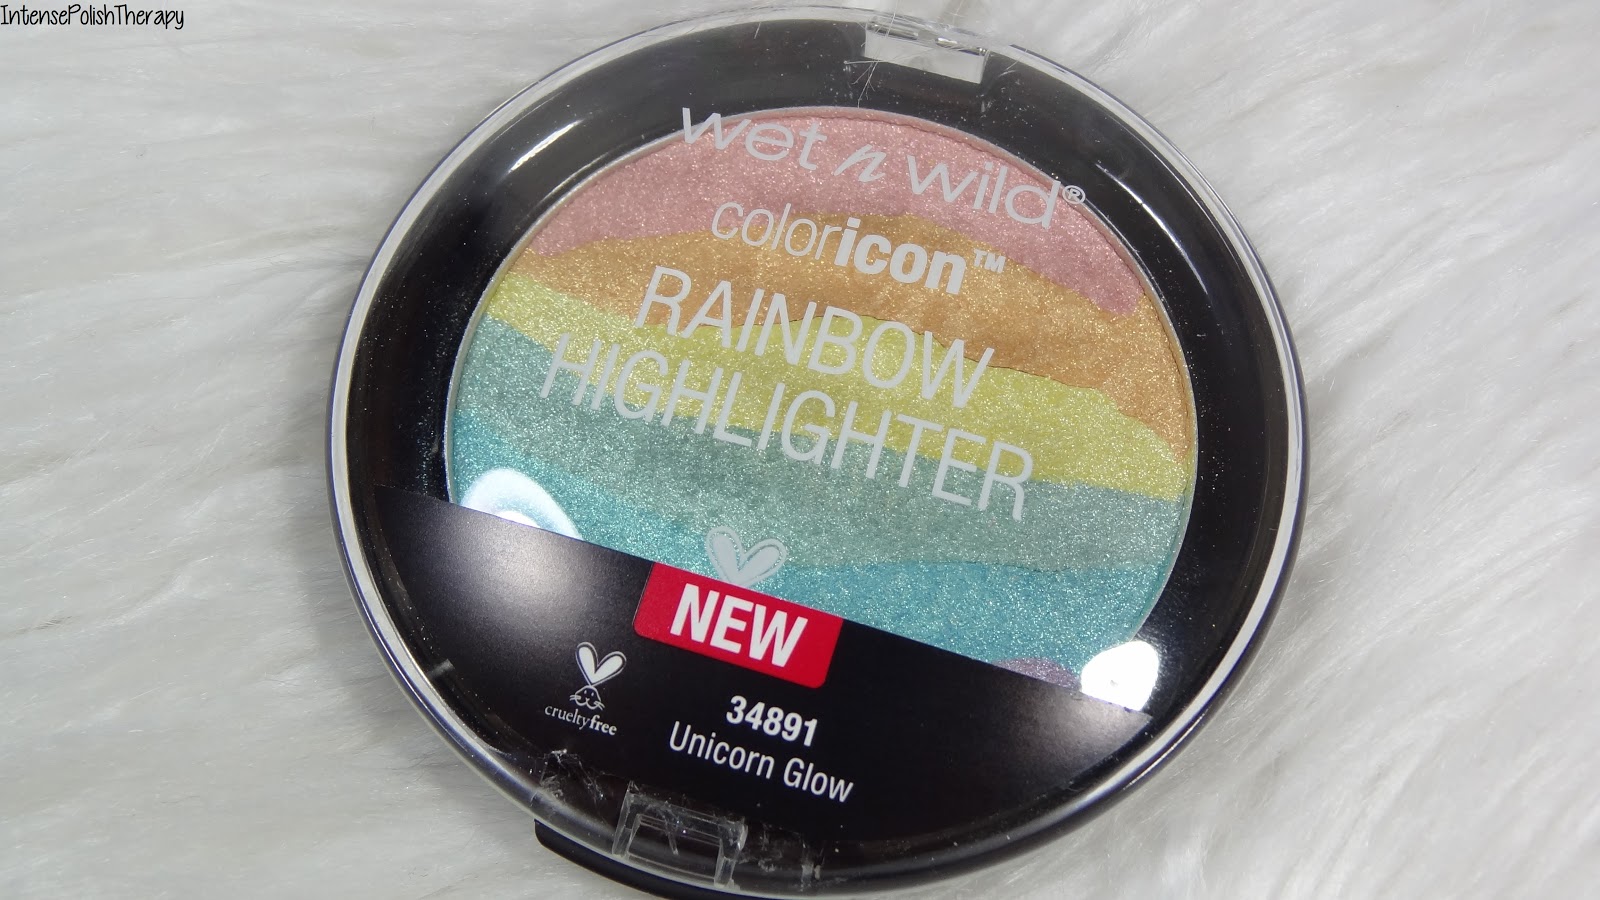 IntensePolishTherapy
wet n wild®
coloricon™
RAINBOW
HIGHLIGHTER
NEW
crueltyfree
34891
Unicorn Glow